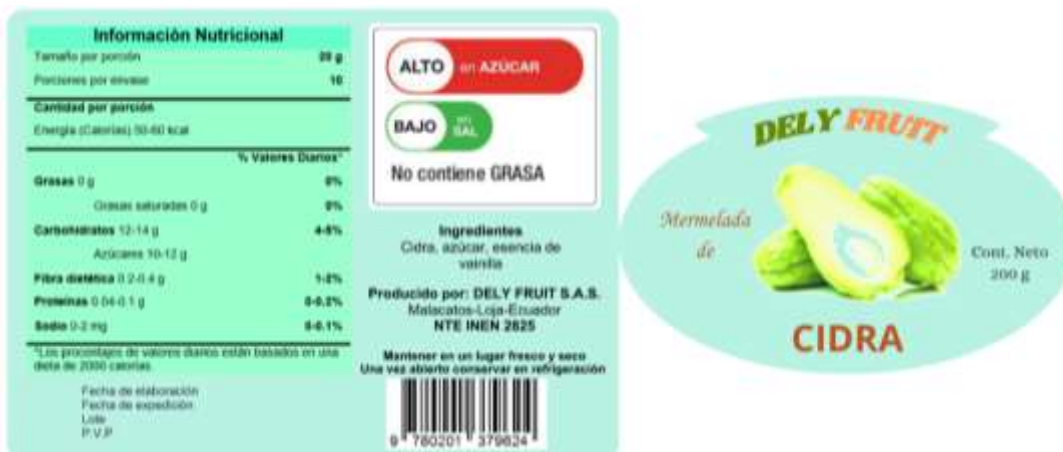 Información Nutricional
Tamaño por porción 20 g
Porciones por envase 10
Cantidad por porción
Energía (Calorías) 50-60 kcal
% Valores Diarios*
Grasas 0 g 0%
Grasas saturadas 0 g 0%
Carbohidratos 12-14 g 4-5%
Azúcares 10-12 g
Fibra dietética 0.2-0.4 g 1-2%
Proteínas 0.04-0.1 g 0-0.2%
Sodio 0-2 mg 0-0.1%
*Los procentajes de valores diarios están basados en una
dieta de 2000 calorías.
Fecha de elaboración
Fecha de expedición
Lote
P.V.P
ALTO en AZÚCAR
BAJO en SAL
No contiene GRASA
Ingredientes
Cidra, azúcar, esencia de
vainilla
Producido por: DELY FRUIT S.A.S.
Malacatos-Loja-Ecuador
NTE INEN 2825
Mantener en un lugar fresco y seco
Una vez abierto conservar en refrigeración
9 780201 379624
DELY FRUIT
Mermelada
de
Cont. Neto
200 g
CIDRA